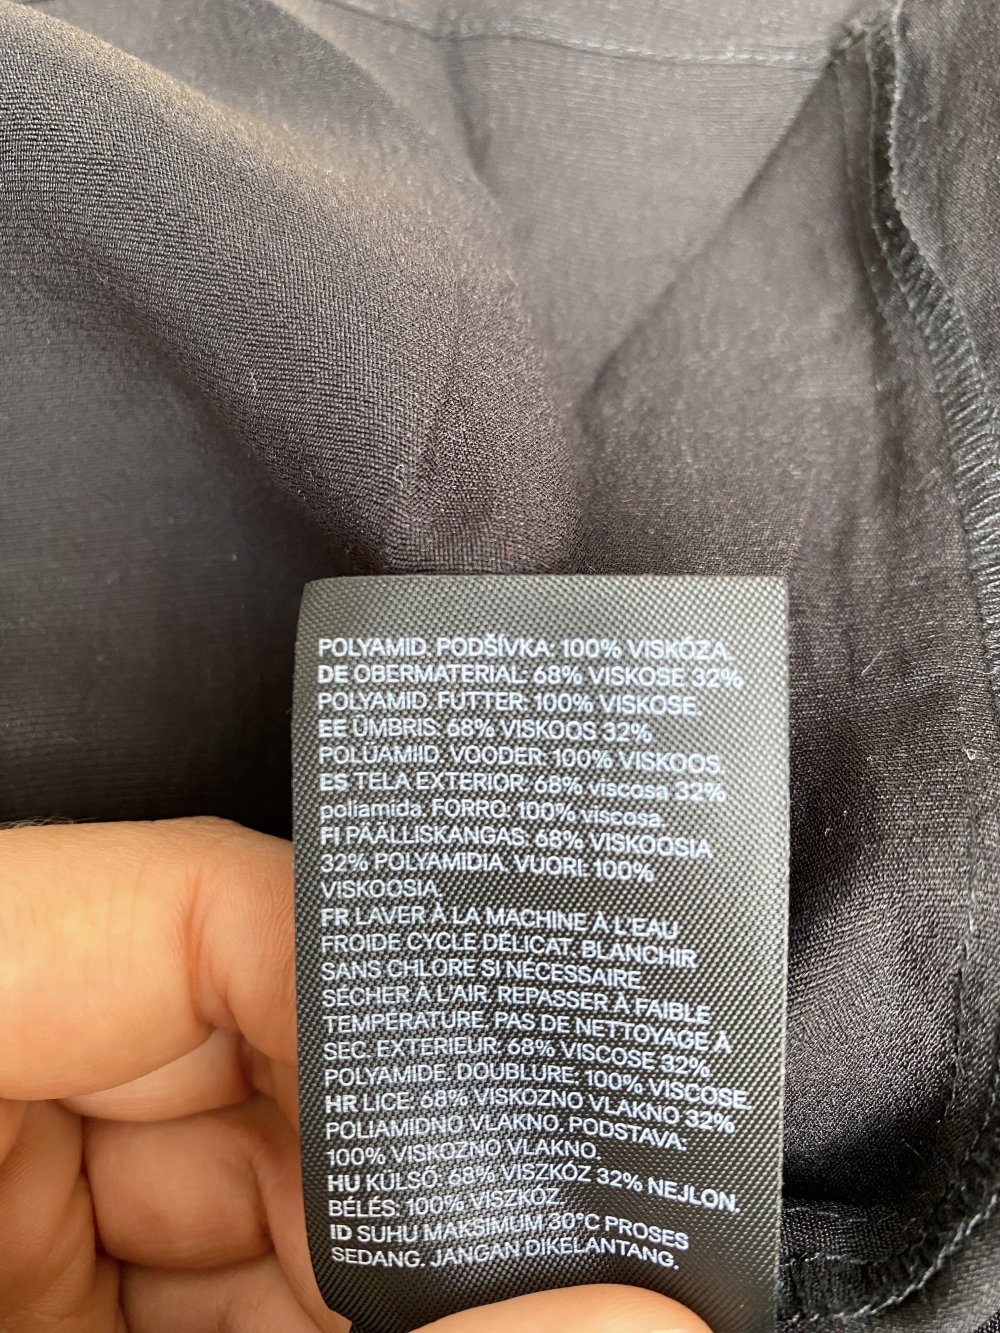 POLYAMID. PODŠÍVKA: 100% VISKÓZA.
DE OBERMATERIAL: 68% VISKOSE 32%
POLYAMID. FUTTER: 100% VISKOSE
EE ÜMBRIS: 68% VISKOOS 32%
POLÜAMIID. VOODER: 100% VISKOOS.
ES TELA EXTERIOR: 68% viscosa 32%
poliamida. FORRO: 100% viscosa.
FI PÄÄLLISKANGAS: 68% VISKOOSIA
32% POLYAMIDIA. VUORI: 100%
VISKOOSIA.
FR LAVER À LA MACHINE À L'EAU
FROIDE CYCLE DÉLICAT. BLANCHIR
SANS CHLORE SI NÉCESSAIRE.
SÉCHER À L'AIR. REPASSER À FAIBLE
TEMPÉRATURE. PAS DE NETTOYAGE À
SEC. EXTERIEUR: 68% VISCOSE 32%
POLYAMIDE. DOUBLURE: 100% VISCOSE.
HR LICE: 68% VISKOZNO VLAKNO 32%
POLIAMIDNO VLAKNO. PODSTAVA:
100% VISKOZNO VLAKNO.
HU KÜLSŐ: 68% VISZKÓZ 32% NEJLON.
BÉLÉS: 100% VISZKÓZ.
ID SUHU MAKSIMUM 30°C PROSES
SEDANG. JANGAN DIKELANTANG.